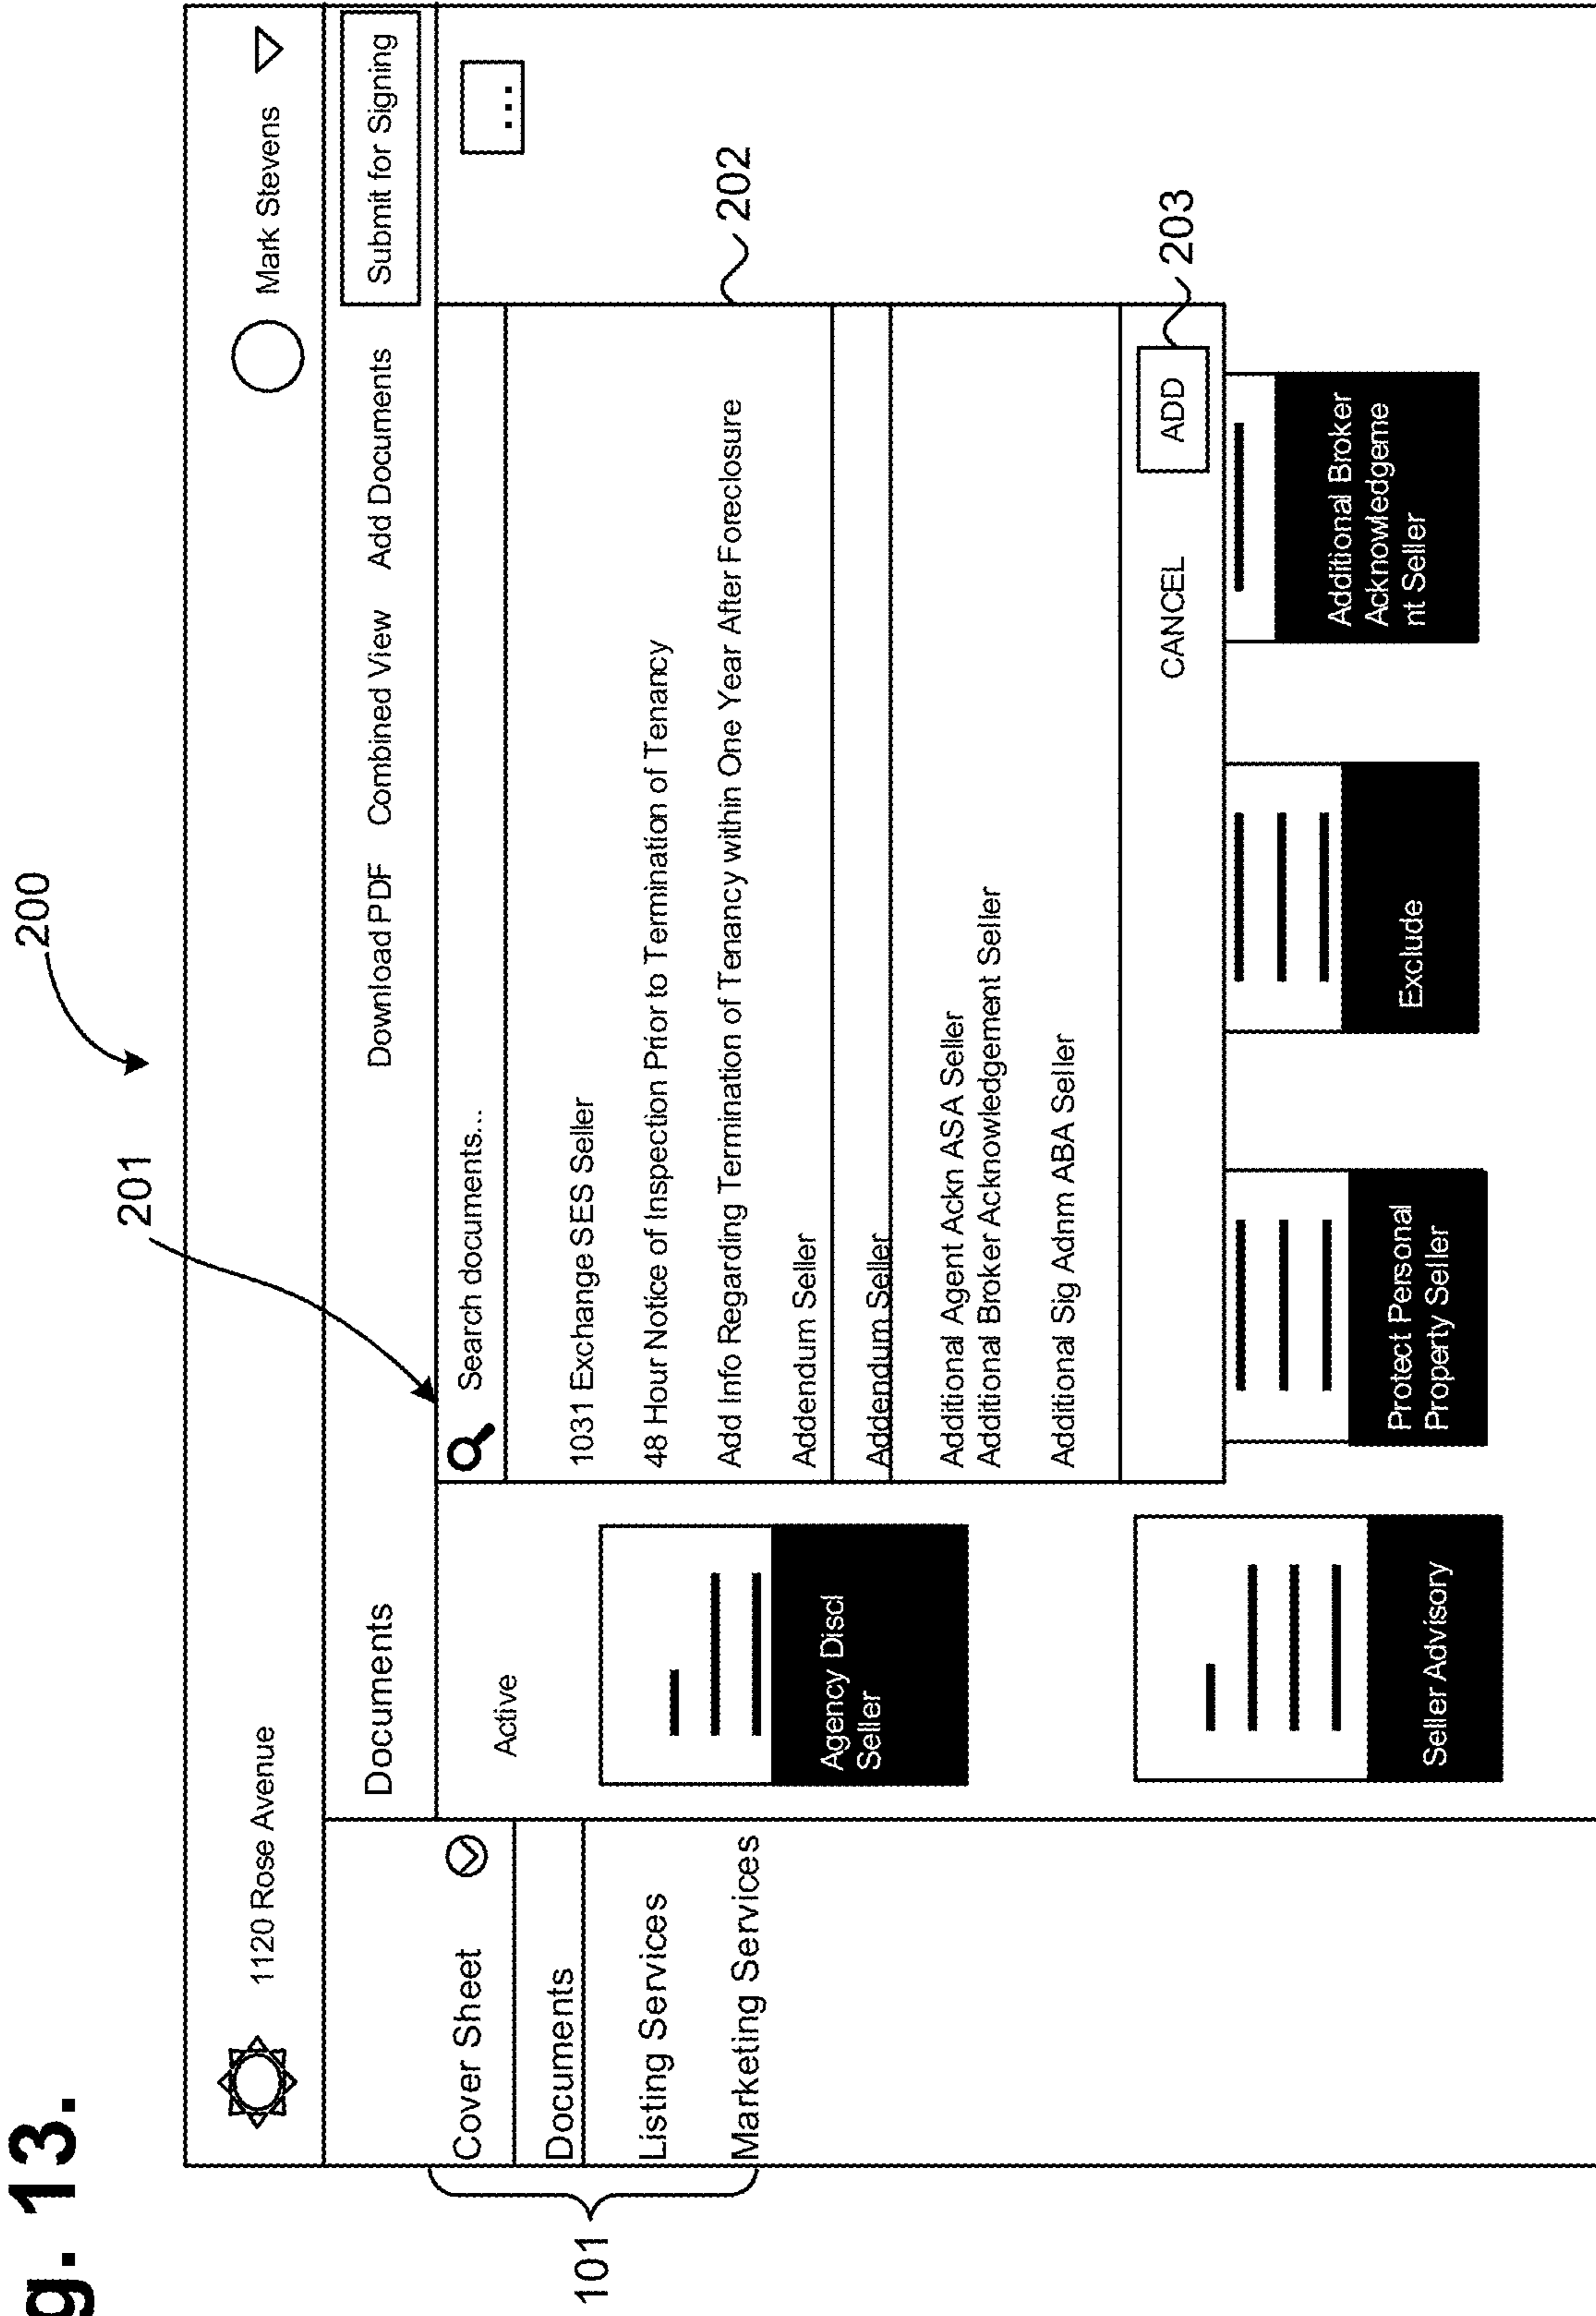 g. 13.
200
201
1120 Rose Avenue
Mark Stevens
Documents
Download PDF
Combined View
Add Documents
Submit for Signing
101
Cover Sheet
Documents
Listing Services
Marketing Services
Active
...
Search documents...
1031 Exchange SES Seller
48 Hour Notice of Inspection Prior to Termination of Tenancy
Add Info Regarding Termination of Tenancy within One Year After Foreclosure
Addendum Seller
Addendum Seller
Additional Agent Ackn ASA Seller
Additional Broker Acknowledgement Seller
Additional Sig Adnm ABA Seller
202
CANCEL
ADD
203
Agency Discl
Seller
Seller Advisory
Protect Personal
Property Seller
Exclude
Additional Broker
Acknowledgeme
nt Seller